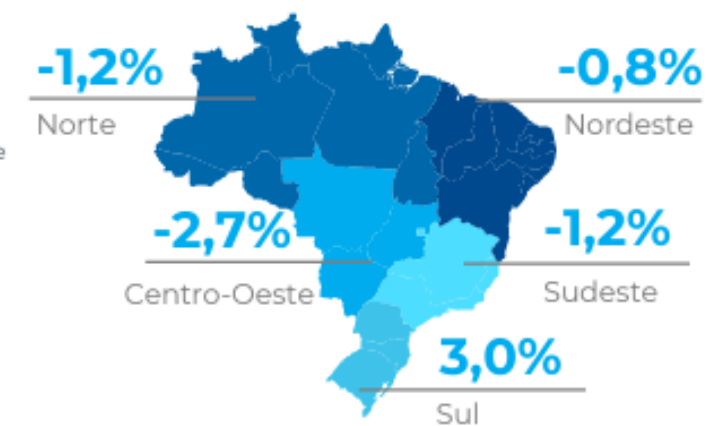 -1,2%
Norte
-0,8%
Nordeste
e
-2,7%
Centro-Oeste
-1,2%
Sudeste
3,0%
Sul